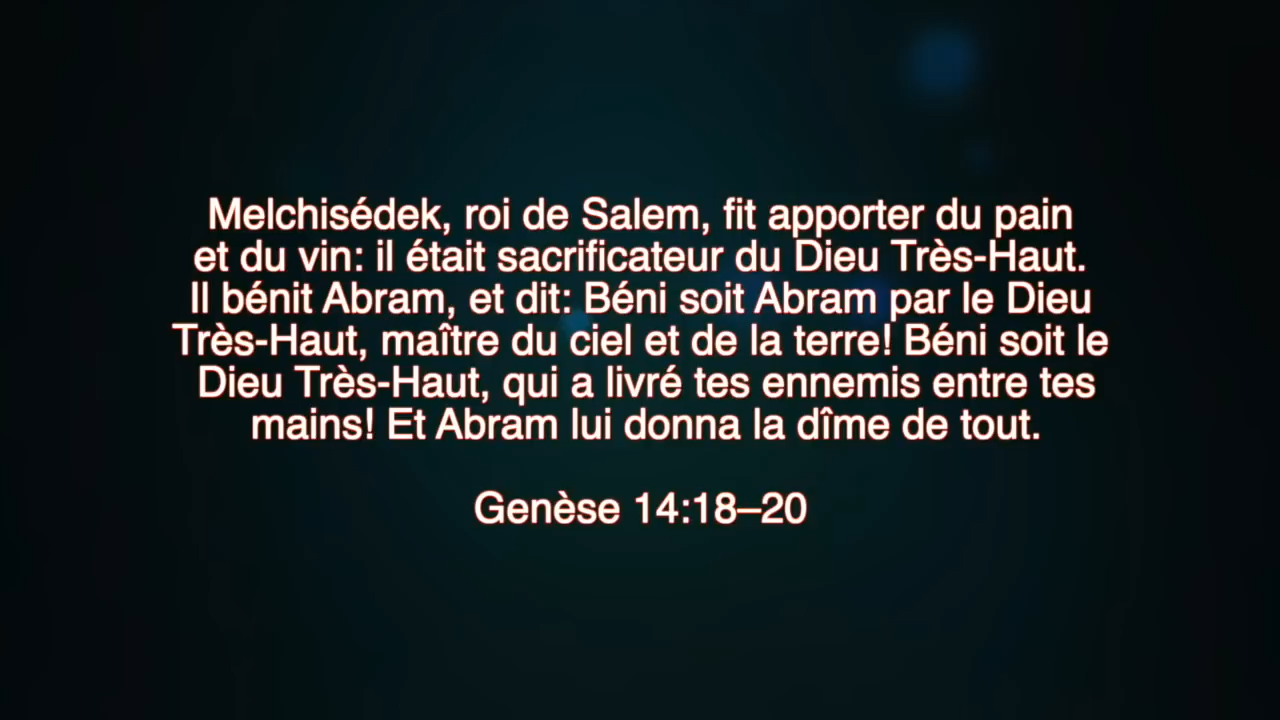 Melchisédek, roi de Salem, fit apporter du pain
et du vin: il était sacrificateur du Dieu Très-Haut.
Il bénit Abram, et dit: Béni soit Abram par le Dieu
Très-Haut, maître du ciel et de la terre! Béni soit le
Dieu Très-Haut, qui a livré tes ennemis entre tes
mains! Et Abram lui donna la dîme de tout.
Genèse 14:18–20